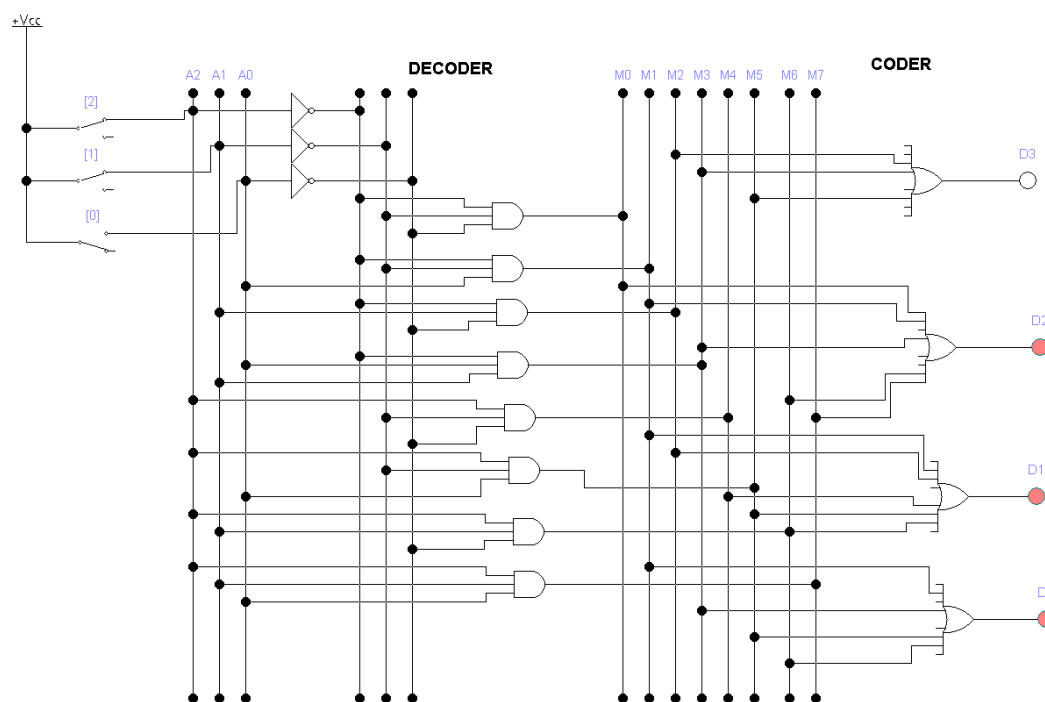 +Vcc
DECODER
CODER
A2 A1 A0
M0 M1 M2 M3 M4 M5 M6 M7
[2]
[1]
[0]
D3
D2
D1
D